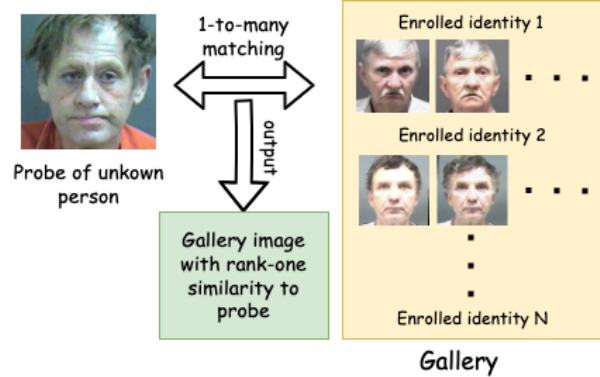 1-to-many
matching
output
Probe of unkown
person
Gallery image
with rank-one
similarity to
probe
Enrolled identity 1
Enrolled identity 2
Enrolled identity N
Gallery